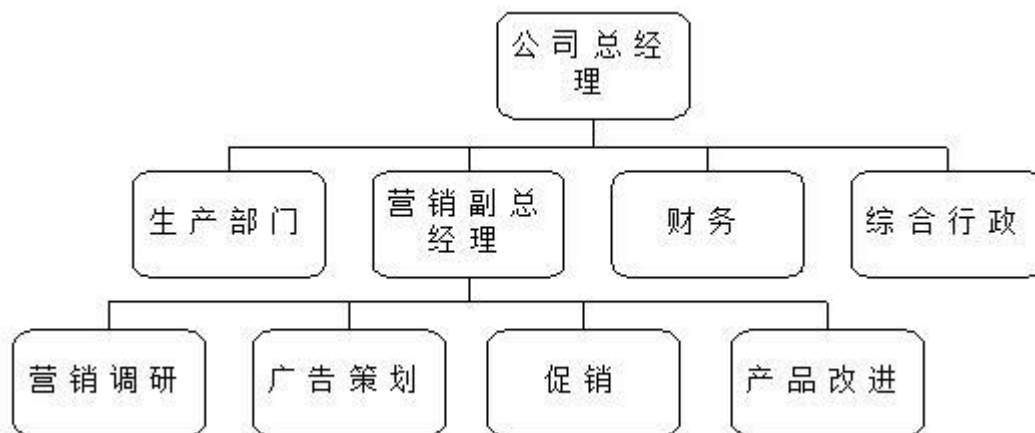 公司总经
理
生产部门
营销副总
经理
财务
综合行政
营销调研
广告策划
促销
产品改进